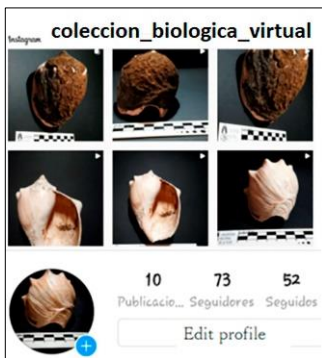 coleccion_biologica_virtual
Instagram
10 73 52
Publicacio... Seguidores Seguidos
Edit profile